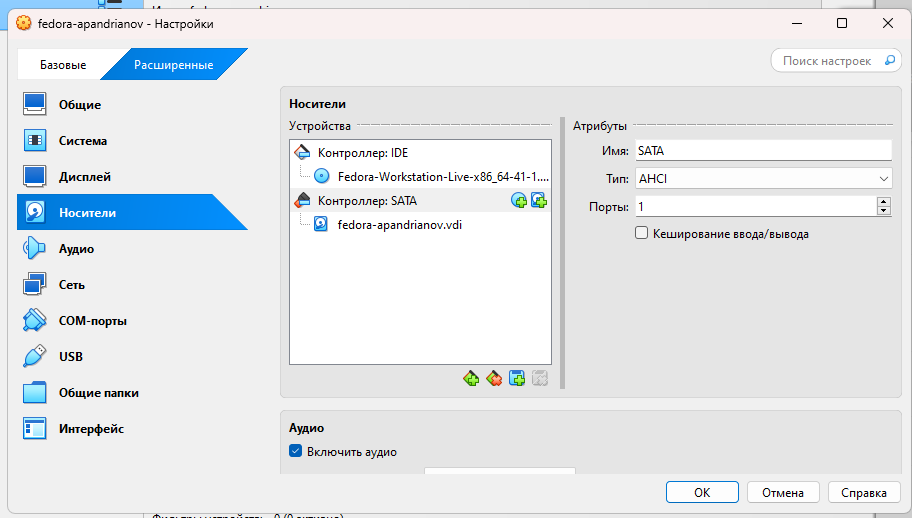 fedora-apandrianov - Настройки
Базовые
Расширенные
Поиск настроек
Общие
Система
Дисплей
Носители
Аудио
Сеть
COM-порты
USB
Общие папки
Интерфейс
Носители
Устройства
Контроллер: IDE
Fedora-Workstation-Live-x86_64-41-1....
Контроллер: SATA
fedora-apandrianov.vdi
Атрибуты
Имя: SATA
Тип: AHCI
Порты: 1
Кеширование ввода/вывода
Аудио
Включить аудио
OK
Отмена
Справка